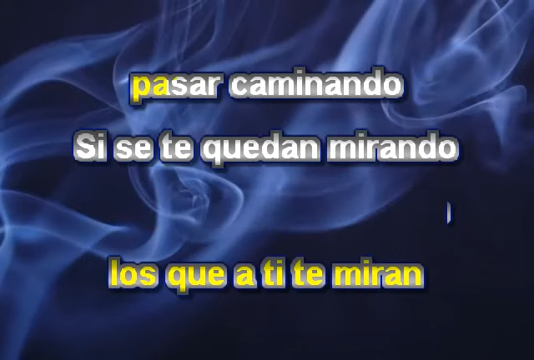 pasar caminando
Si se te quedan mirando
los que a ti te miran